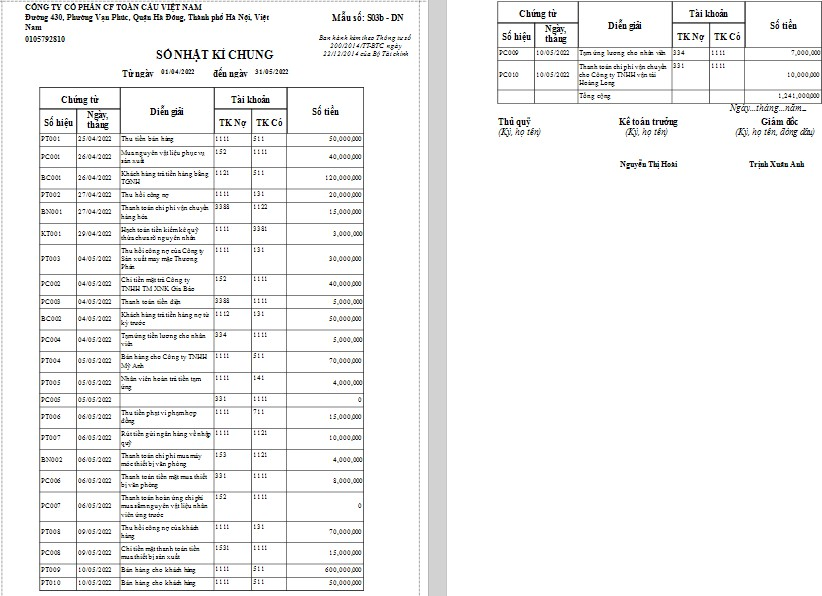 CÔNG TY CỔ PHẦN CF TOÀN CẦU VIỆT NAM
Đường 430, Phường Vạn Phúc, Quận Hà Đông, Thành phố Hà Nội, Việt
Nam
0105792810
Mẫu số: S03b - DN
Ban hành kèm theo Thông tư số
200/2014/TT-BTC ngày
22/12/2014 của Bộ Tài chính
SỔ NHẬT KÍ CHUNG
Từ ngày 01/04/2022 đến ngày 31/05/2022
Chứng từ Diễn giải Tài khoản Số tiền
Số hiệu Ngày, tháng TK Nợ TK Có
PT001 25/04/2022 Thu tiền bán hàng 1111 511 50,000,000
PC001 26/04/2022 Mua nguyên vật liệu phục vụ sản xuất 152 1111 40,000,000
BC001 26/04/2022 Khách hàng trả tiền hàng bằng TGNH 1121 511 120,000,000
PT002 27/04/2022 Thu hồi công nợ 1111 131 20,000,000
BN001 27/04/2022 Thanh toán chi phí vận chuyển hàng hóa 3388 1122 15,000,000
KT001 29/04/2022 Hạch toán tiền kiểm kê quỹ thừa chưa rõ nguyên nhân 1111 3381 3,000,000
PT003 04/05/2022 Thu hồi công nợ của Công ty Sản xuất may mặc Thương Phán 1111 131 30,000,000
PC002 04/05/2022 Chi tiền mặt trả Công ty TNHH TM XNK Gia Bảo 152 1111 40,000,000
PC003 04/05/2022 Thanh toán tiền điện 3388 1111 5,000,000
BC002 04/05/2022 Khách hàng trả tiền hàng nợ từ kỳ trước 1112 131 50,000,000
PC004 04/05/2022 Tạm ứng tiền lương cho nhân viên 334 1111 5,000,000
PT004 05/05/2022 Bán hàng cho Công ty TNHH Mỹ Anh 1111 511 70,000,000
PT005 05/05/2022 Nhân viên hoàn trả tiền tạm ứng 1111 141 4,000,000
PC005 05/05/2022 331 1111 0
PT006 06/05/2022 Thu tiền phạt vi phạm hợp đồng 1111 711 15,000,000
PT007 06/05/2022 Rút tiền gửi ngân hàng về nhập quỹ 1111 1121 10,000,000
BN002 06/05/2022 Thanh toán chi phí mua máy móc thiết bị văn phòng 153 1121 4,000,000
PC006 06/05/2022 Thanh toán tiền mặt mua thiết bị văn phòng 331 1111 8,000,000
PC007 06/05/2022 Thanh toán hoàn ứng chi phí mua sắm nguyên vật liệu nhân viên ứng trước 152 1111 0
PT008 09/05/2022 Thu hồi công nợ của khách hàng 1111 131 70,000,000
PC008 09/05/2022 Chi tiền mặt thanh toán tiền mua thiết bị sản xuất 1531 1111 15,000,000
PT009 10/05/2022 Bán hàng cho khách hàng 1111 511 600,000,000
PT010 10/05/2022 Bán hàng cho khách hàng 1111 511 50,000,000
Chứng từ Diễn giải Tài khoản Số tiền
Số hiệu Ngày, tháng TK Nợ TK Có
PC009 10/05/2022 Tạm ứng lương cho nhân viên 334 1111 7,000,000
PC010 10/05/2022 Thanh toán chi phí vận chuyển cho Công ty TNHH vận tải Hoàng Long 331 1111 10,000,000
Tổng cộng 1,241,000,000
Ngày...tháng...năm...
Thủ quỹ Kế toán trưởng Giám đốc
(Ký, họ tên) (Ký, họ tên) (Ký, họ tên, đóng dấu)
Nguyễn Thị Hoài Trịnh Xuân Anh